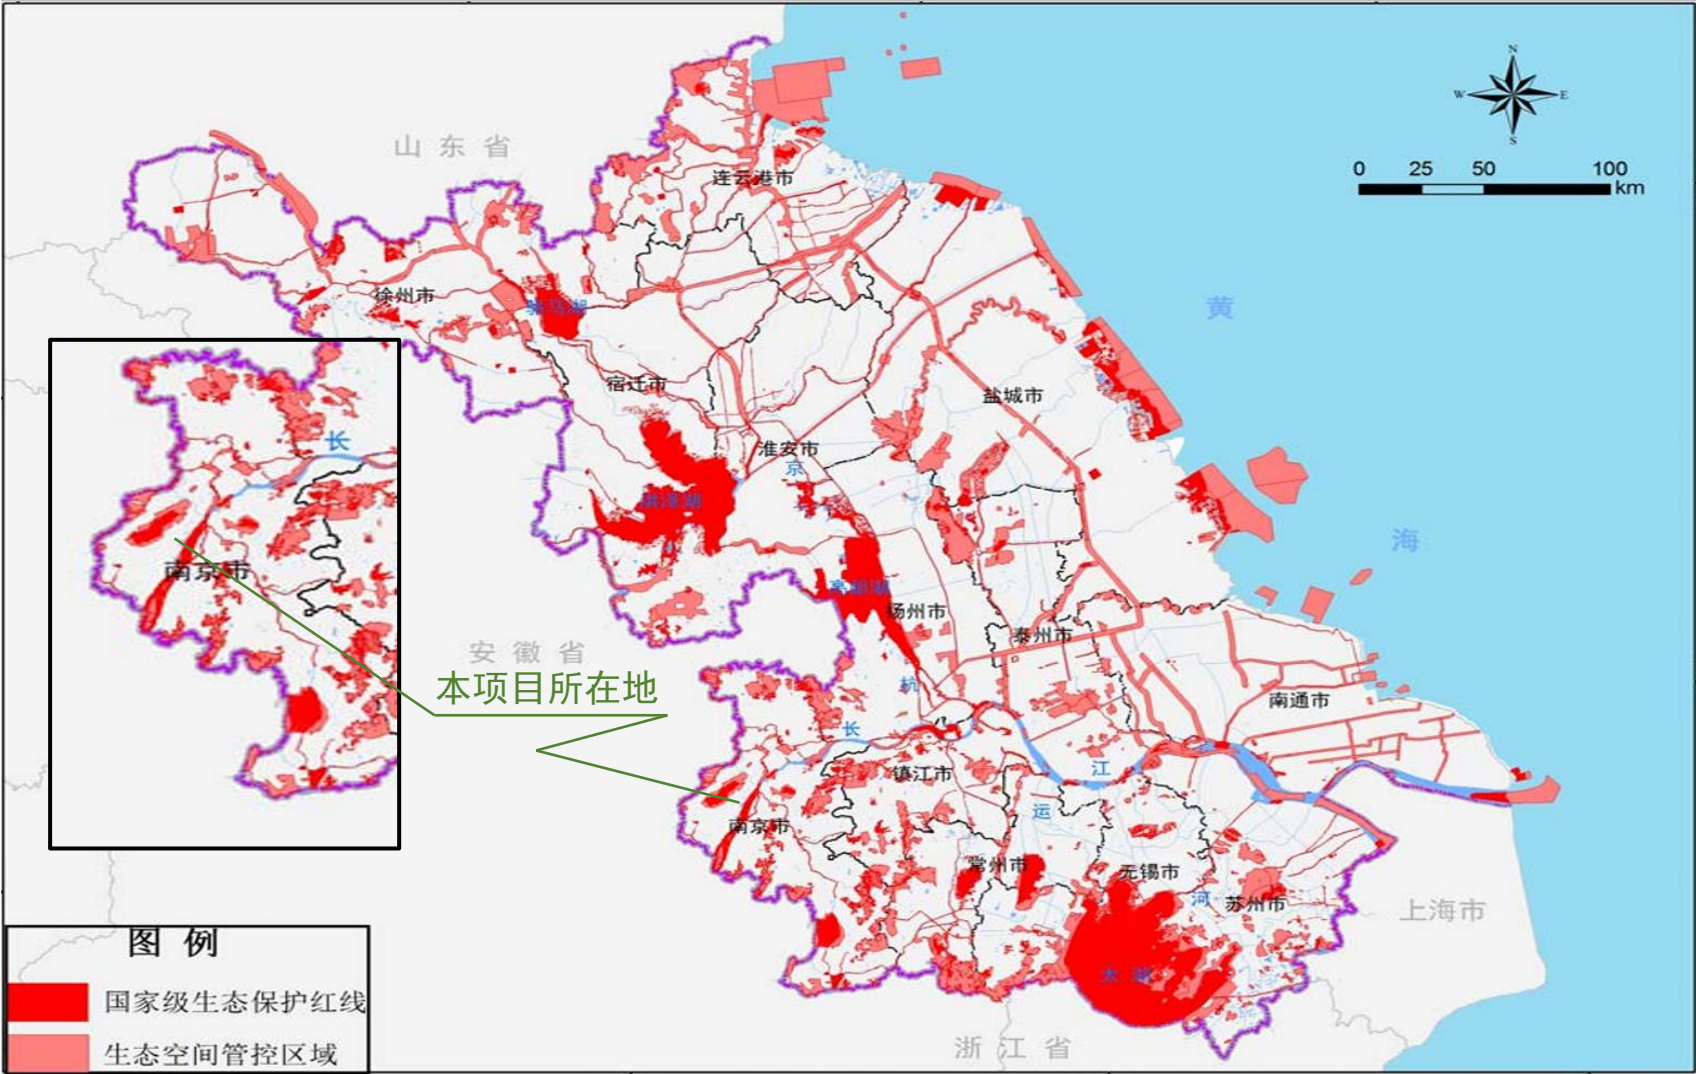 N
W
E
S
0 25 50 100
km
山东省
连云港市
徐州市
骆马湖
黄
宿迁市
盐城市
长
淮安市
京
洪泽湖
海
南京市
高邮湖
扬州市
泰州市
安徽省
本项目所在地
杭
南通市
长
江
镇江市
运
南京市
常州市
无锡市
河
苏州市
上海市
太湖
浙江省
图例
国家级生态保护红线
生态空间管控区域